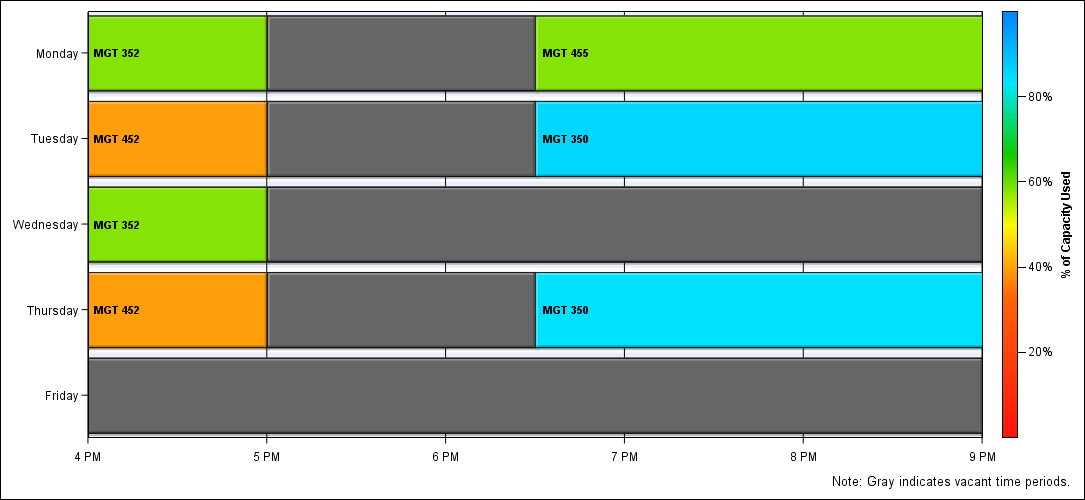 Monday
MGT 352
MGT 455
Tuesday
MGT 452
MGT 350
Wednesday
MGT 352
Thursday
MGT 452
MGT 350
Friday
4 PM
5 PM
6 PM
7 PM
8 PM
9 PM
80%
60%
40%
20%
% of Capacity Used
Note: Gray indicates vacant time periods.